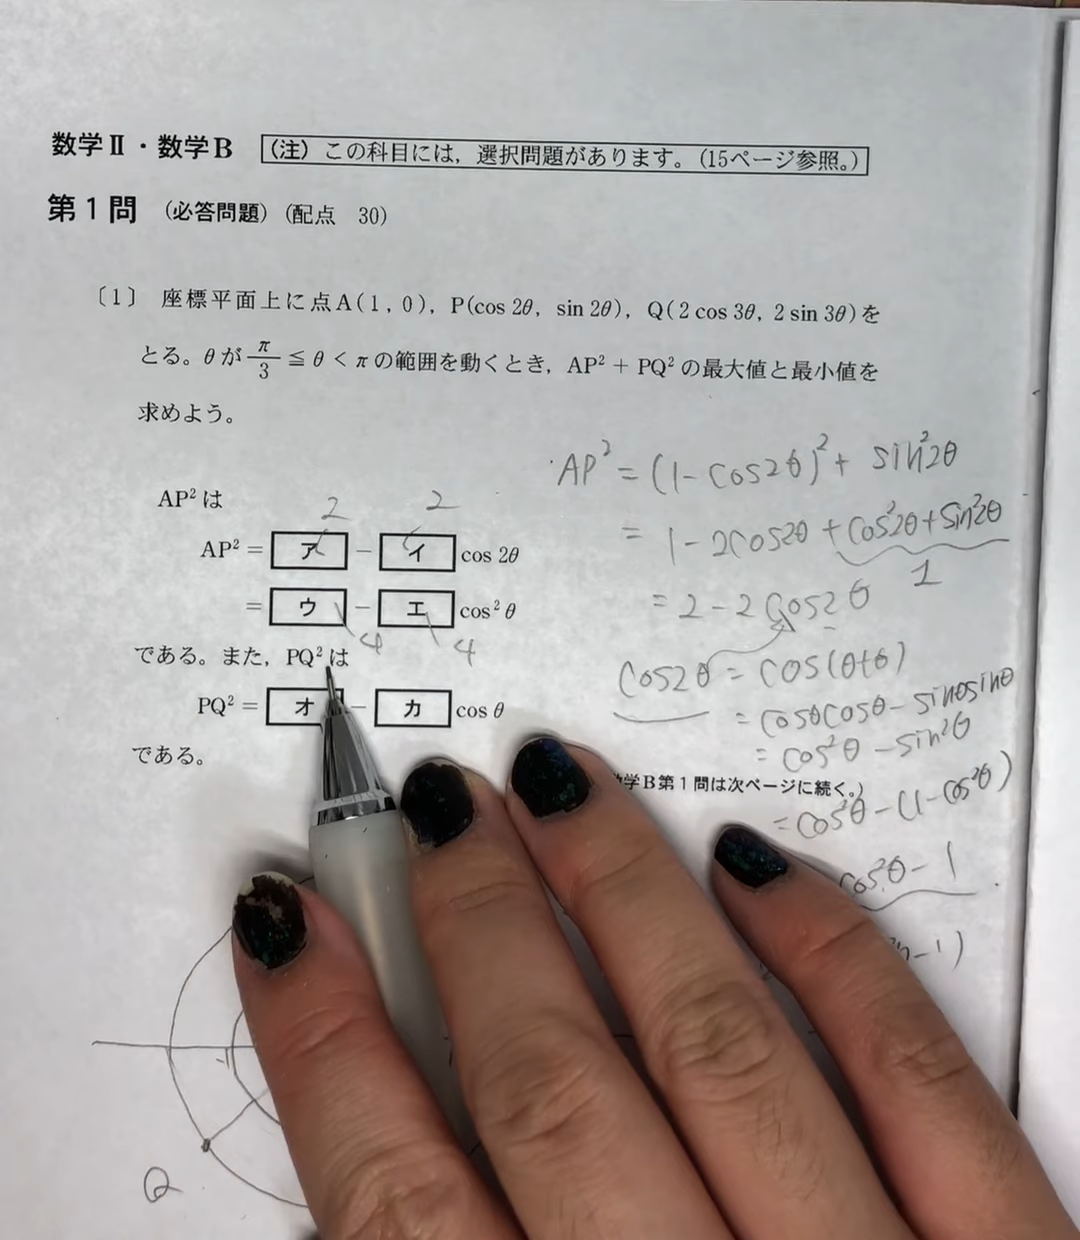 数学Ⅱ・数学B (注) この科目には,選択問題があります。(15ページ参照。)
第1問 (必答問題) (配点 30)
〔1〕 座標平面上に点A(1, 0), P(cos 2θ, sin 2θ), Q(2 cos 3θ, 2 sin 3θ)を
とる。θが π/3 ≦ θ < π の範囲を動くとき, AP² + PQ² の最大値と最小値を
求めよう。
AP² は
2 2
AP² = ア − イ cos 2θ
= ウ − エ cos² θ
4 4
である。また, PQ² は
PQ² = オ − カ cos θ
である。
学B第1問は次ページに続く。)
AP² = (1-cos2θ)² + sin²2θ
= 1-2cos2θ + cos²2θ+sin²2θ
1
= 2-2cos2θ
cos2θ = cos(θ+θ)
= cosθcosθ - sinθsinθ
= cos²θ - sin²θ
= cos²θ - (1-cos²θ)
cos²θ - 1
-1)
Q